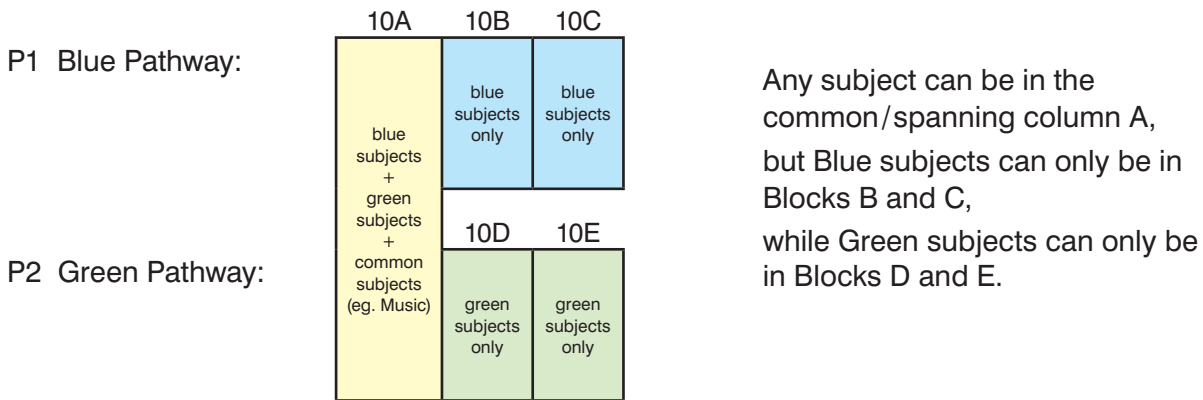 10A 10B 10C
P1 Blue Pathway:
blue
subjects
+
green
subjects
+
common
subjects
(eg. Music)
blue
subjects
only
blue
subjects
only
10D 10E
P2 Green Pathway:
green
subjects
only
green
subjects
only
Any subject can be in the
common/spanning column A,
but Blue subjects can only be in
Blocks B and C,
while Green subjects can only be
in Blocks D and E.